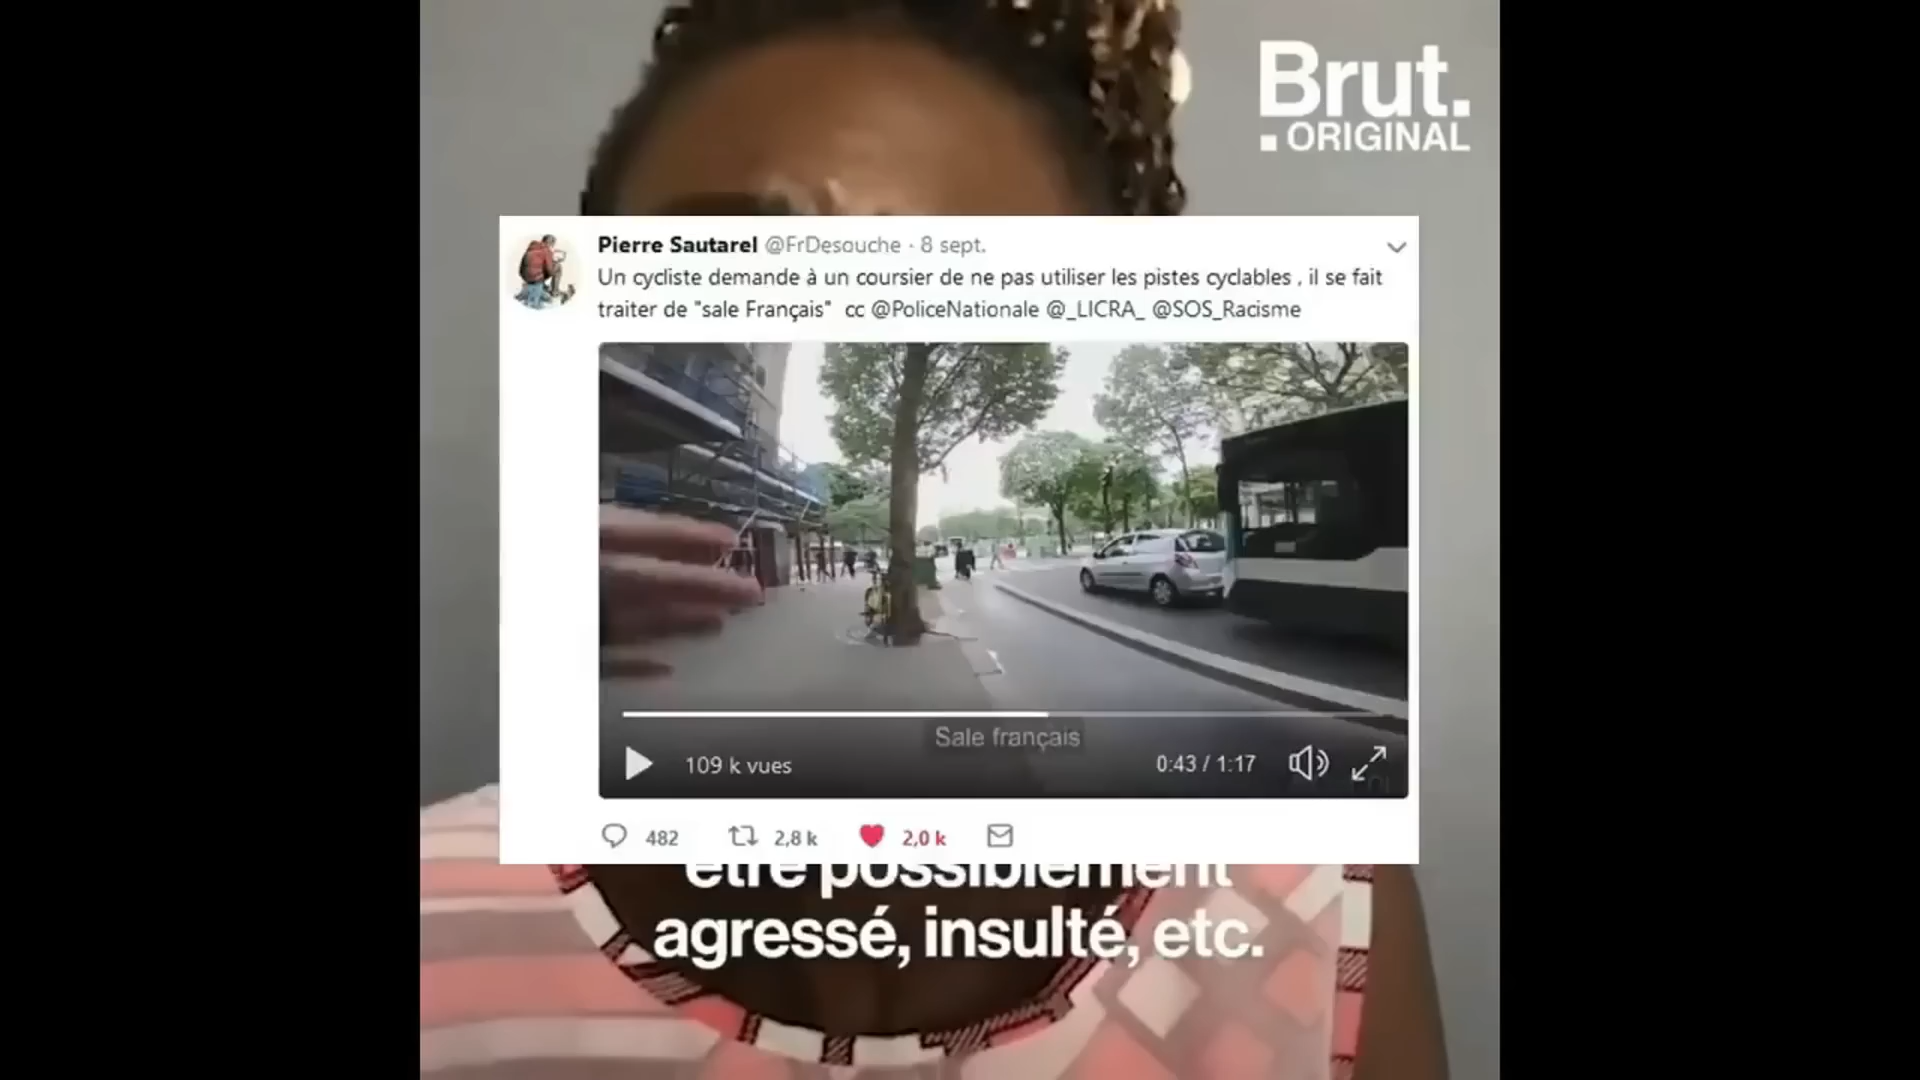 Brut.
ORIGINAL
Pierre Sautarel @FrDesouche · 8 sept.
Un cycliste demande à un coursier de ne pas utiliser les pistes cyclables , il se fait
traiter de "sale Français" cc @PoliceNationale @_LICRA_ @SOS_Racisme
Sale français
109 k vues
0:43 / 1:17
482
2,8 k
2,0 k
être possiblement
agressé, insulté, etc.